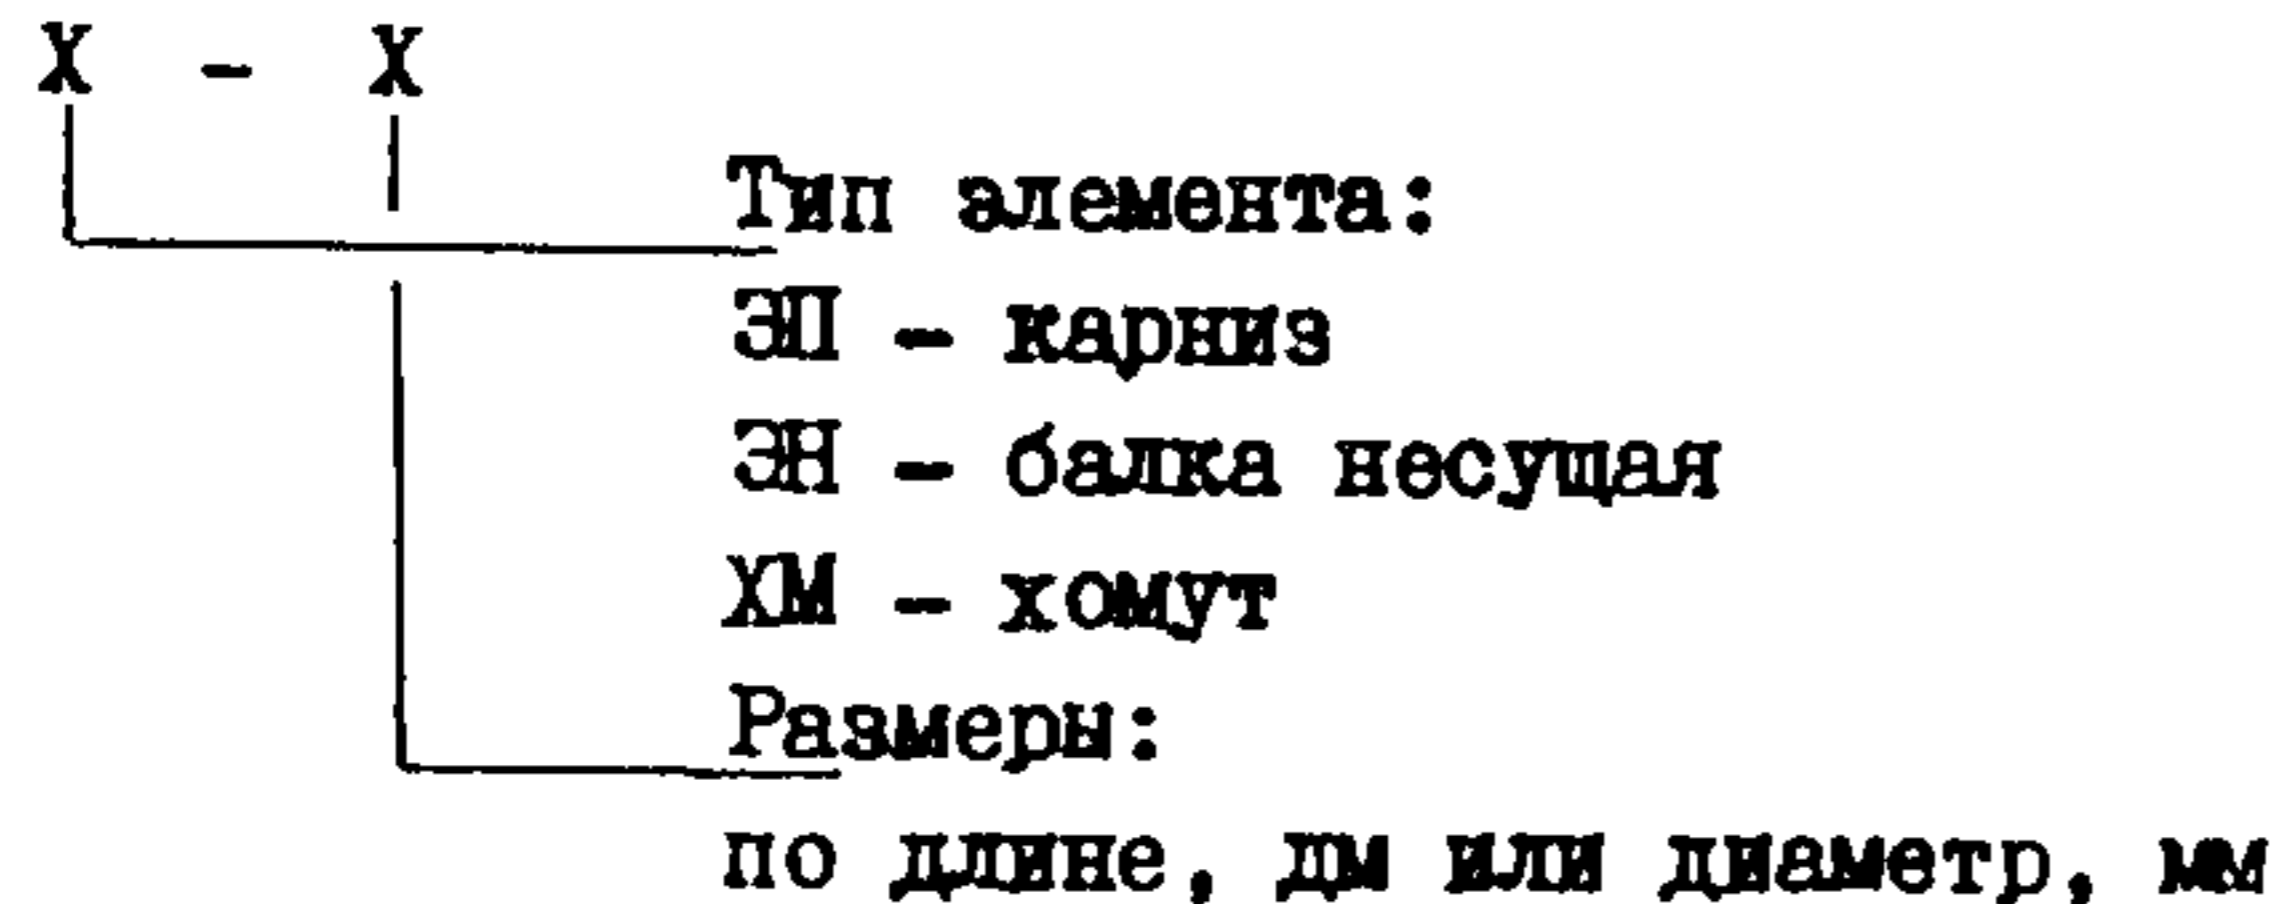 Х - Х
Тип элемента:
ЭП - карниз
ЭН - балка несущая
ХМ - хомут
Размеры:
по длине, дм или диаметр, мм